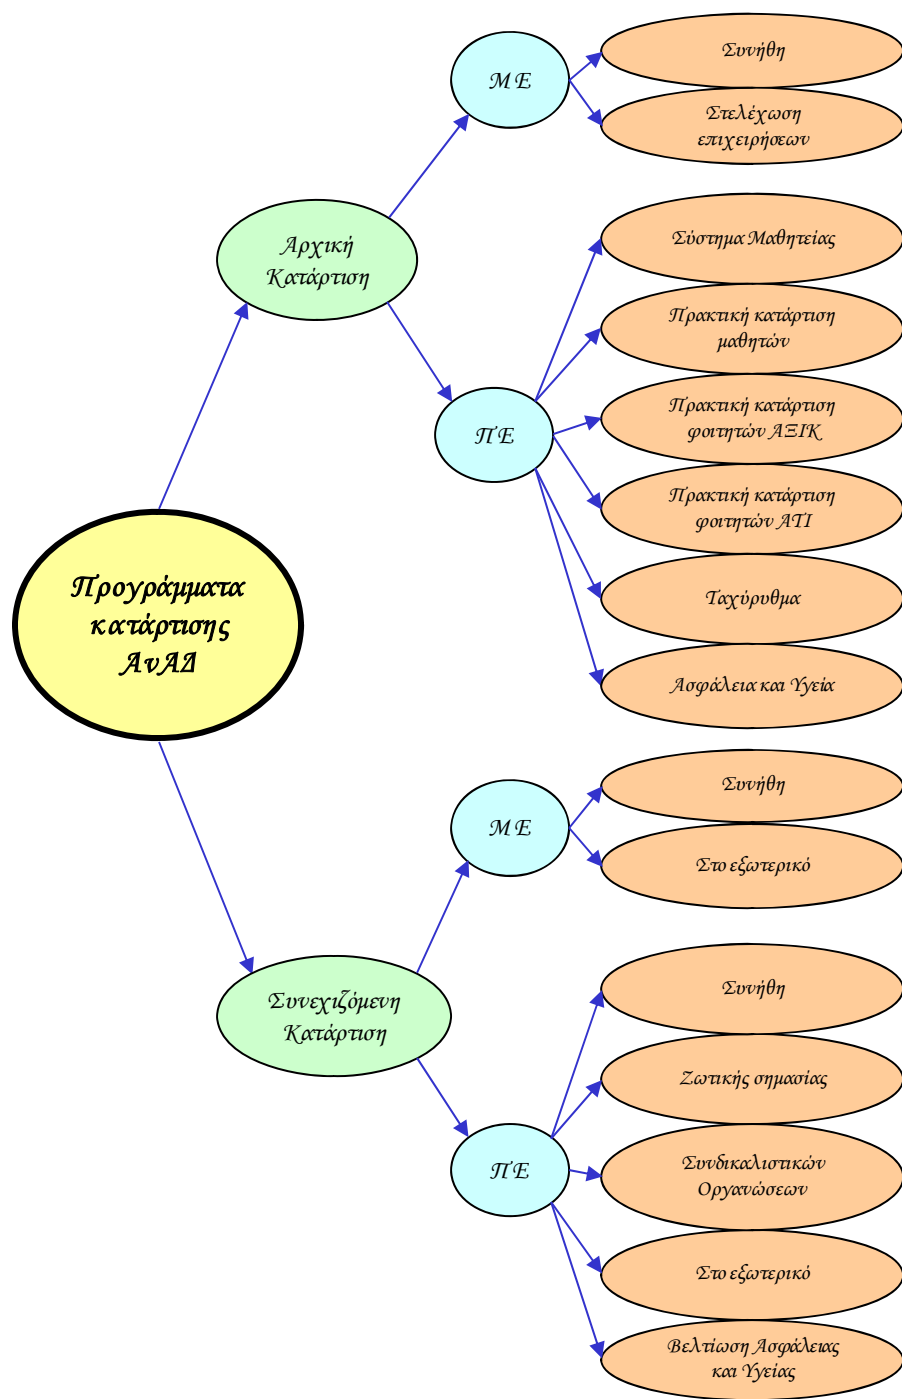 Προγράμματα
κατάρτισης
ΑνΑΔ
Αρχική
Κατάρτιση
ΜΕ
Συνήθη
Στελέχωση
επιχειρήσεων
ΠΕ
Σύστημα Μαθητείας
Πρακτική κατάρτιση
μαθητών
Πρακτική κατάρτιση
φοιτητών ΑΞΙΚ
Πρακτική κατάρτιση
φοιτητών ΑΤΙ
Ταχύρυθμα
Ασφάλεια και Υγεία
Συνεχιζόμενη
Κατάρτιση
ΜΕ
Συνήθη
Στο εξωτερικό
ΠΕ
Συνήθη
Ζωτικής σημασίας
Συνδικαλιστικών
Οργανώσεων
Στο εξωτερικό
Βελτίωση Ασφάλειας
και Υγείας